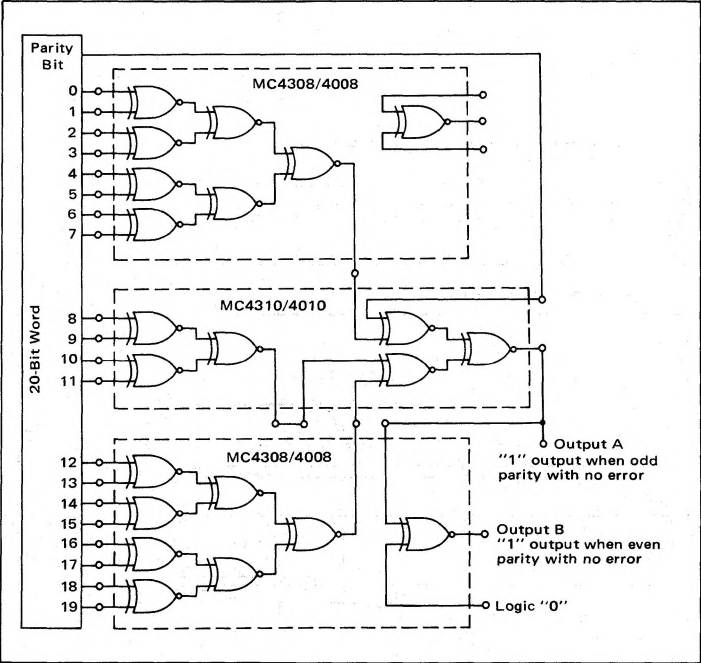 Parity
Bit
MC4308/4008
0
1
2
3
4
5
6
7
MC4310/4010
8
9
10
11
20-Bit Word
MC4308/4008
12
13
14
15
16
17
18
19
Output A
"1" output when odd
parity with no error
Output B
"1" output when even
parity with no error
Logic "0"